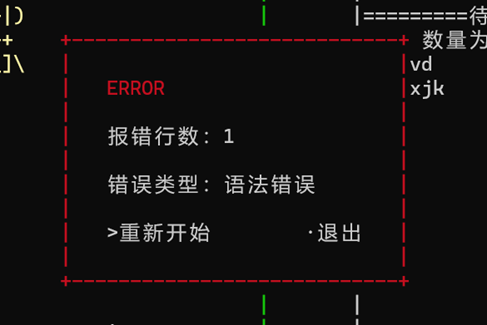 |)
|=========待
++
数量为
]\
vd
ERROR
xjk
报错行数: 1
错误类型: 语法错误
>重新开始 ·退出